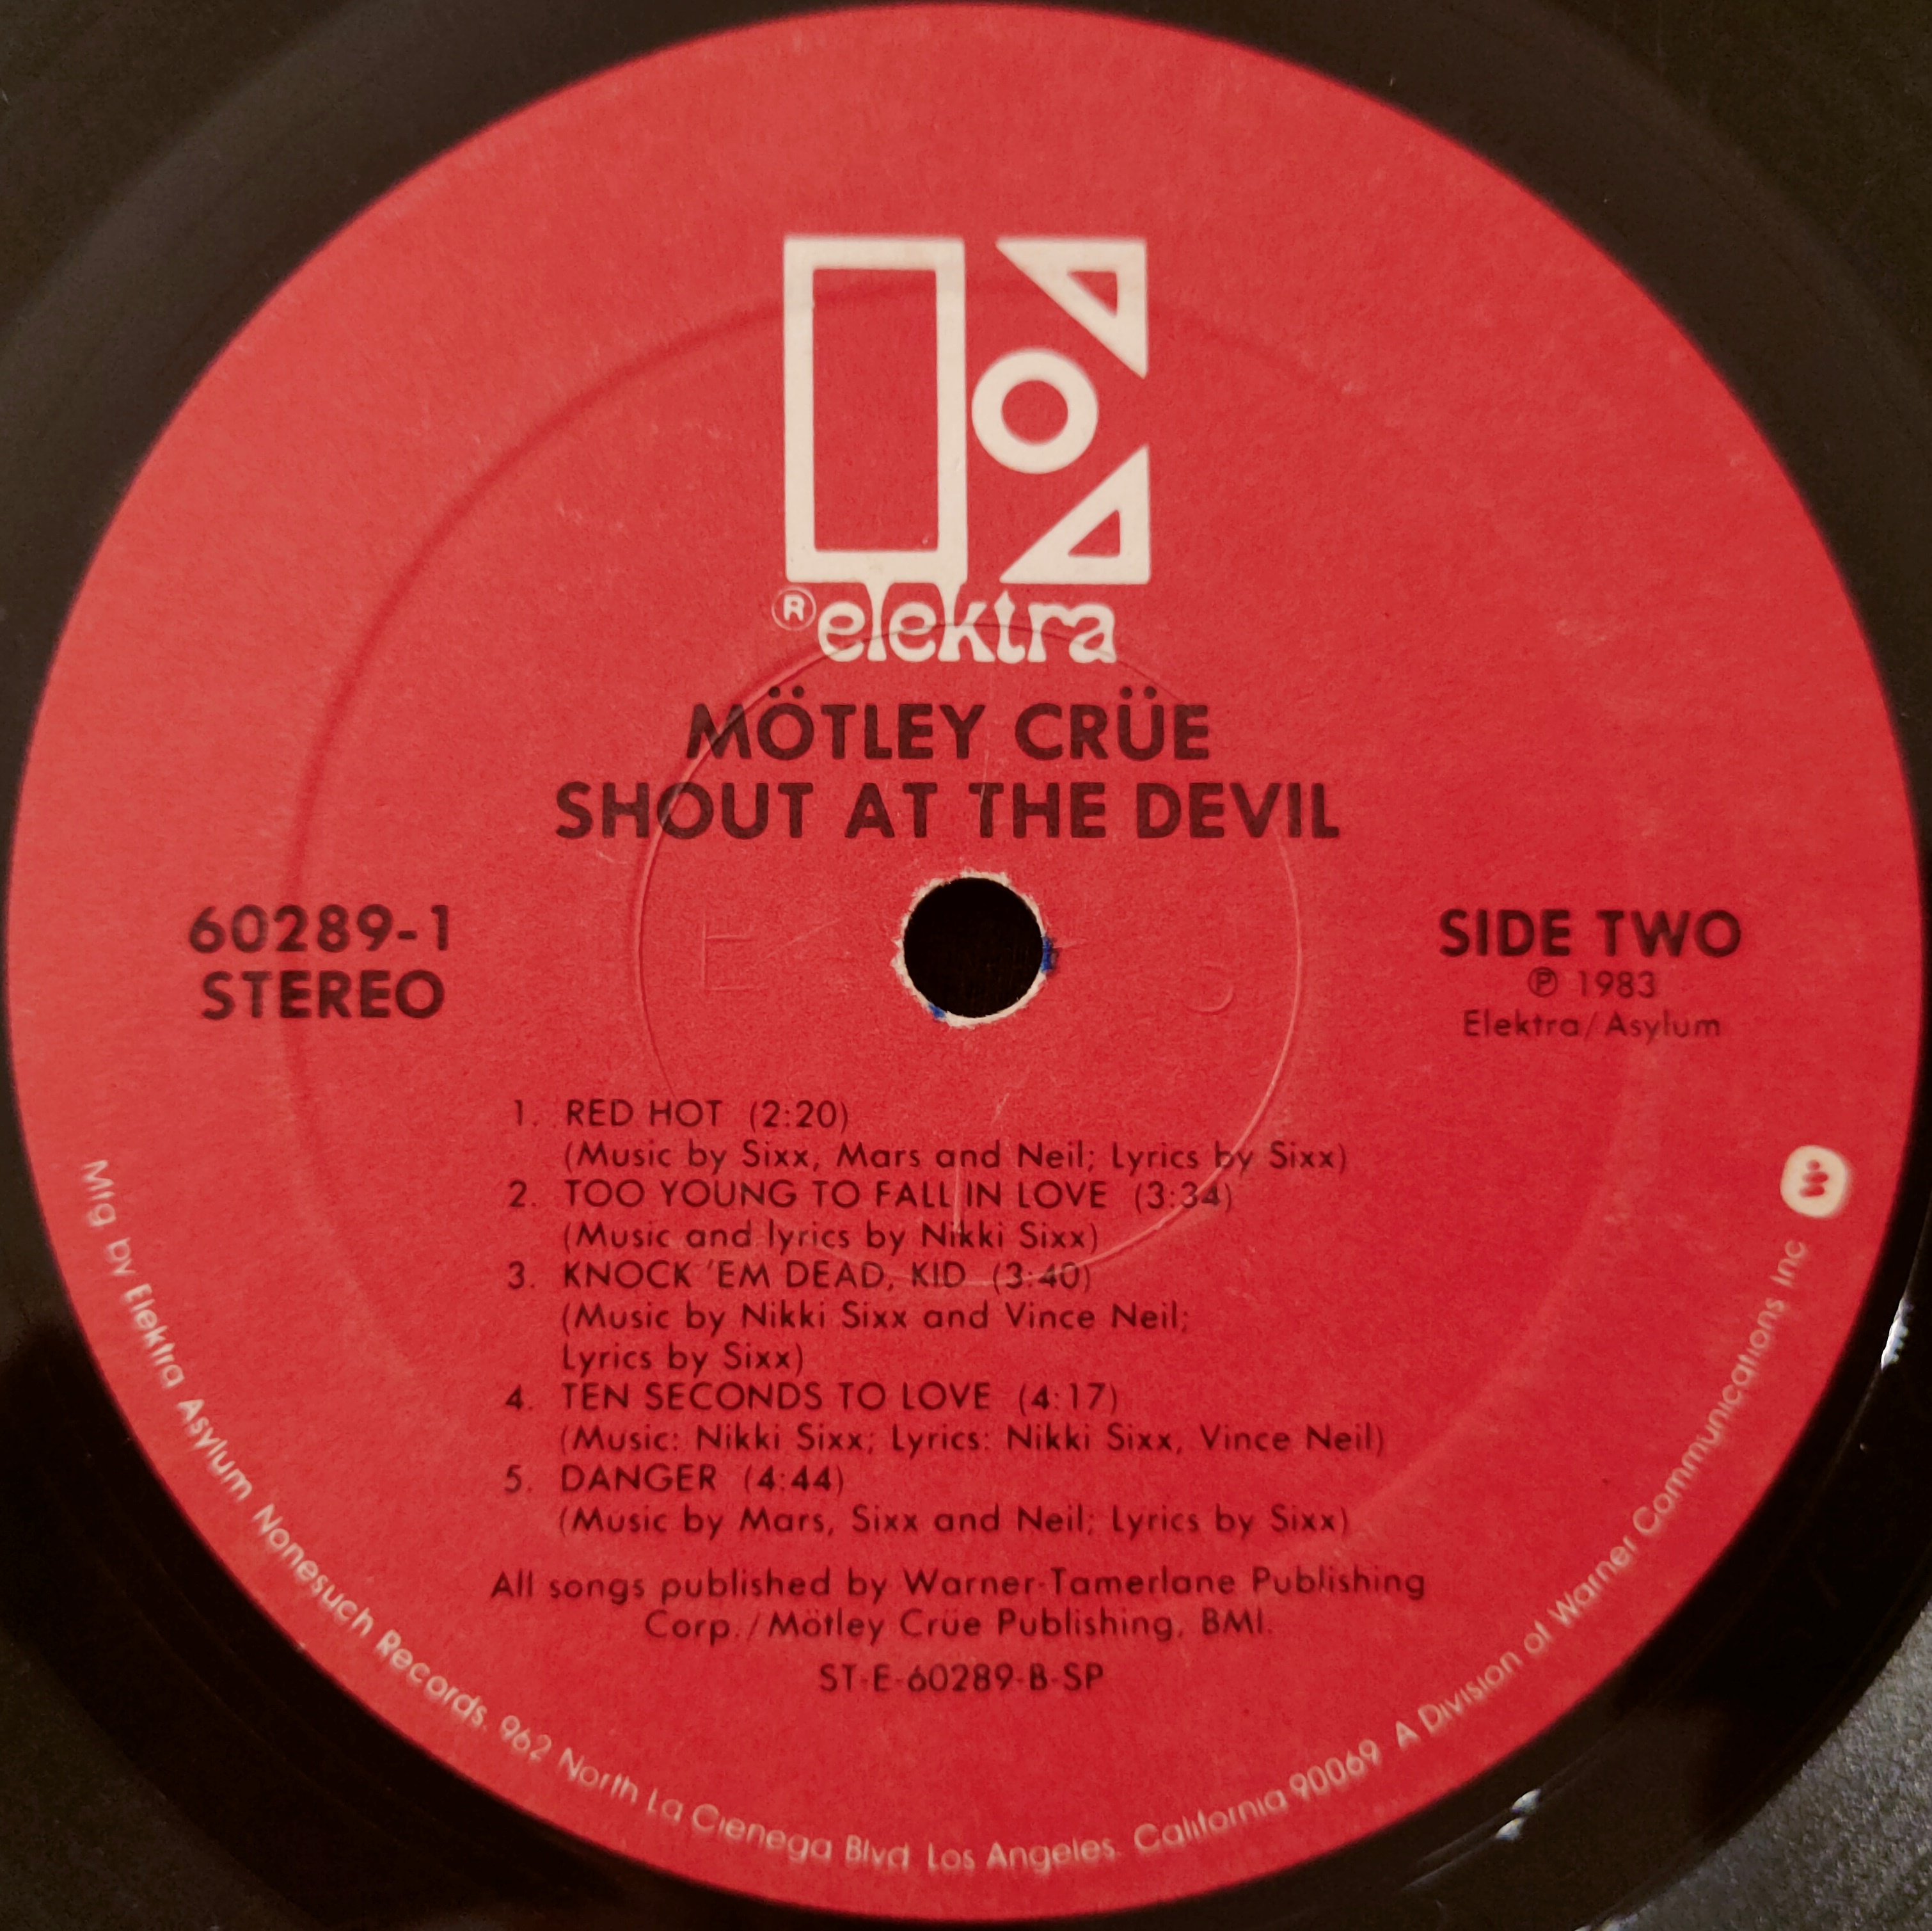 ® elektra
MÖTLEY CRÜE
SHOUT AT THE DEVIL
60289-1
STEREO
SIDE TWO
℗ 1983
Elektra/Asylum
1. RED HOT (2:20)
(Music by Sixx, Mars and Neil; Lyrics by Sixx)
2. TOO YOUNG TO FALL IN LOVE (3:34)
(Music and lyrics by Nikki Sixx)
3. KNOCK 'EM DEAD, KID (3:40)
(Music by Nikki Sixx and Vince Neil;
Lyrics by Sixx)
4. TEN SECONDS TO LOVE (4:17)
(Music: Nikki Sixx; Lyrics: Nikki Sixx, Vince Neil)
5. DANGER (4:44)
(Music by Mars, Sixx and Neil; Lyrics by Sixx)
All songs published by Warner-Tamerlane Publishing
Corp./Mötley Crüe Publishing, BMI.
ST-E-60289-B-SP
Mfg by Elektra Asylum Nonesuch Records, 962 North La Cienega Blvd Los Angeles. California 90069 A Division of Warner Communications Inc